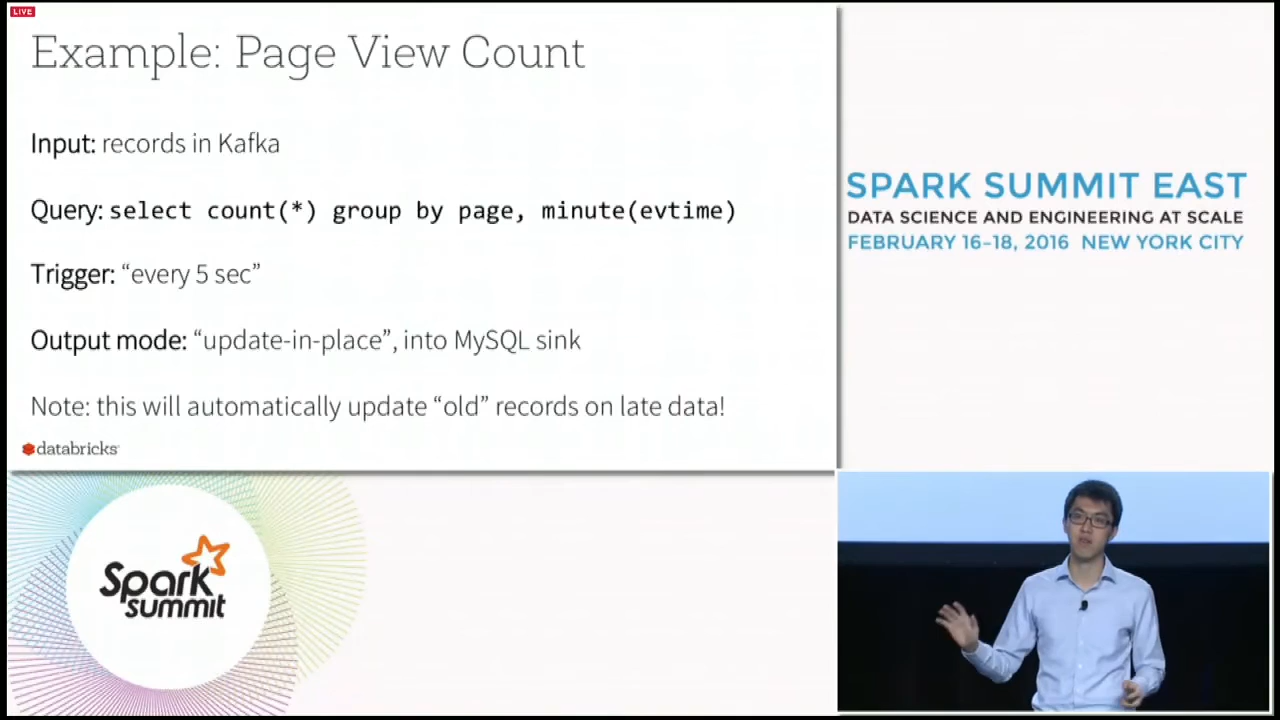 LIVE
Example: Page View Count
Input: records in Kafka
Query: select count(*) group by page, minute(evtime)
Trigger: “every 5 sec”
Output mode: “update-in-place”, into MySQL sink
Note: this will automatically update “old” records on late data!
databricks
SPARK SUMMIT EAST
DATA SCIENCE AND ENGINEERING AT SCALE
FEBRUARY 16–18, 2016 NEW YORK CITY
Spark
summit